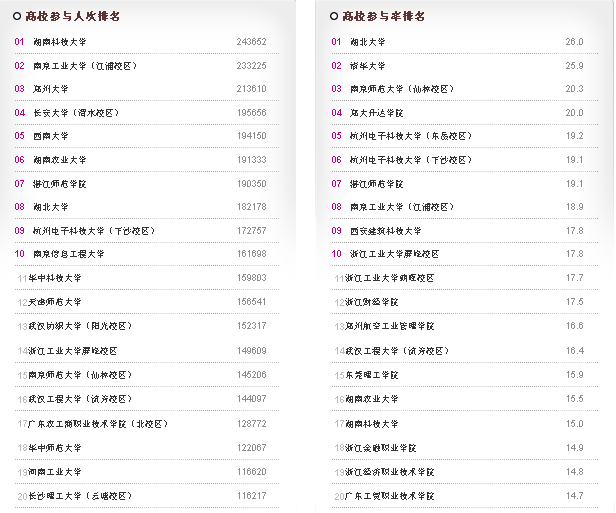 高校参与人次排名
01 湖南科技大学 243652
02 南京工业大学（江浦校区） 233225
03 郑州大学 213610
04 长安大学（渭水校区） 195656
05 西南大学 194150
06 湖南农业大学 191333
07 湛江师范学院 190350
08 湖北大学 182178
09 杭州电子科技大学（下沙校区） 172757
10 南京信息工程大学 161698
11 华中科技大学 159803
12 天津师范大学 156541
13 武汉纺织大学（阳光校区） 152317
14 浙江工业大学屏峰校区 149609
15 南京师范大学（仙林校区） 145206
16 武汉工程大学（流芳校区） 144097
17 广东农工商职业技术学院（北校区） 128772
18 华中师范大学 122067
19 河南工业大学 116620
20 长沙理工大学（云塘校区） 116217
高校参与率排名
01 湖北大学 26.0
02 清华大学 25.9
03 南京师范大学（仙林校区） 20.3
04 郑大升达学院 20.0
05 杭州电子科技大学（东岳校区） 19.2
06 杭州电子科技大学（下沙校区） 19.1
07 湛江师范学院 19.1
08 南京工业大学（江浦校区） 18.9
09 西安建筑科技大学 17.8
10 浙江工业大学屏峰校区 17.8
11 浙江工业大学朝晖校区 17.7
12 浙江财经学院 17.5
13 郑州航空工业管理学院 16.6
14 武汉工程大学（流芳校区） 16.4
15 东莞理工学院 15.9
16 湖南农业大学 15.5
17 湖南科技大学 15.0
18 浙江金融职业学院 14.9
19 浙江经济职业技术学院 14.8
20 广东工贸职业技术学院 14.7